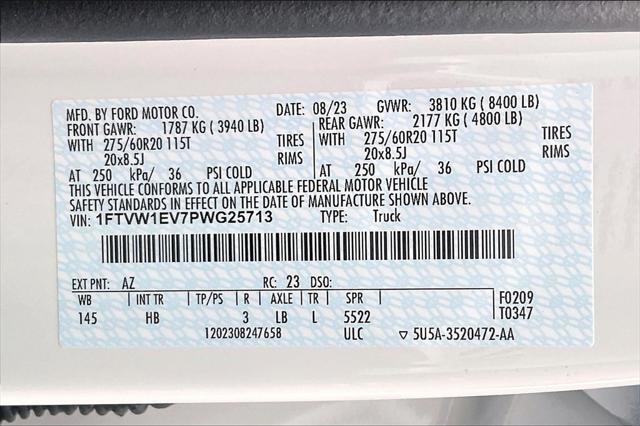 MFD. BY FORD MOTOR CO. DATE: 08/23 GVWR: 3810 KG ( 8400 LB)
FRONT GAWR: 1787 KG ( 3940 LB) REAR GAWR: 2177 KG ( 4800 LB)
WITH 275/60R20 115T TIRES WITH 275/60R20 115T TIRES
20x8.5J RIMS 20x8.5J RIMS
AT 250 kPa/ 36 PSI COLD AT 250 kPa/ 36 PSI COLD
THIS VEHICLE CONFORMS TO ALL APPLICABLE FEDERAL MOTOR VEHICLE
SAFETY STANDARDS IN EFFECT ON THE DATE OF MANUFACTURE SHOWN ABOVE.
VIN: 1FTVW1EV7PWG25713 TYPE: Truck
EXT PNT: AZ RC: 23 DSO:
WB INT TR TP/PS R AXLE TR SPR F0209
145 HB 3 LB L 5522 T0347
1202308247658 ULC ▽ 5U5A-3520472-AA